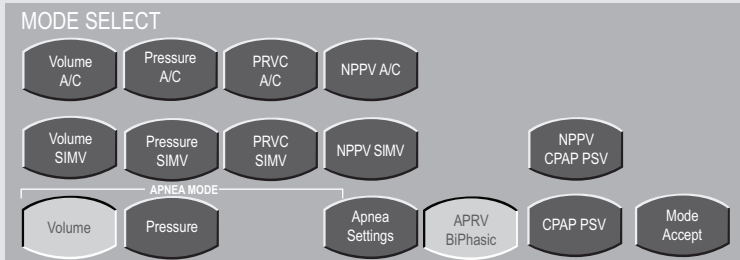 MODE SELECT
Volume
A/C
Pressure
A/C
PRVC
A/C
NPPV A/C
Volume
SIMV
Pressure
SIMV
PRVC
SIMV
NPPV SIMV
NPPV
CPAP PSV
APNEA MODE
Volume
Pressure
Apnea
Settings
APRV
BiPhasic
CPAP PSV
Mode
Accept